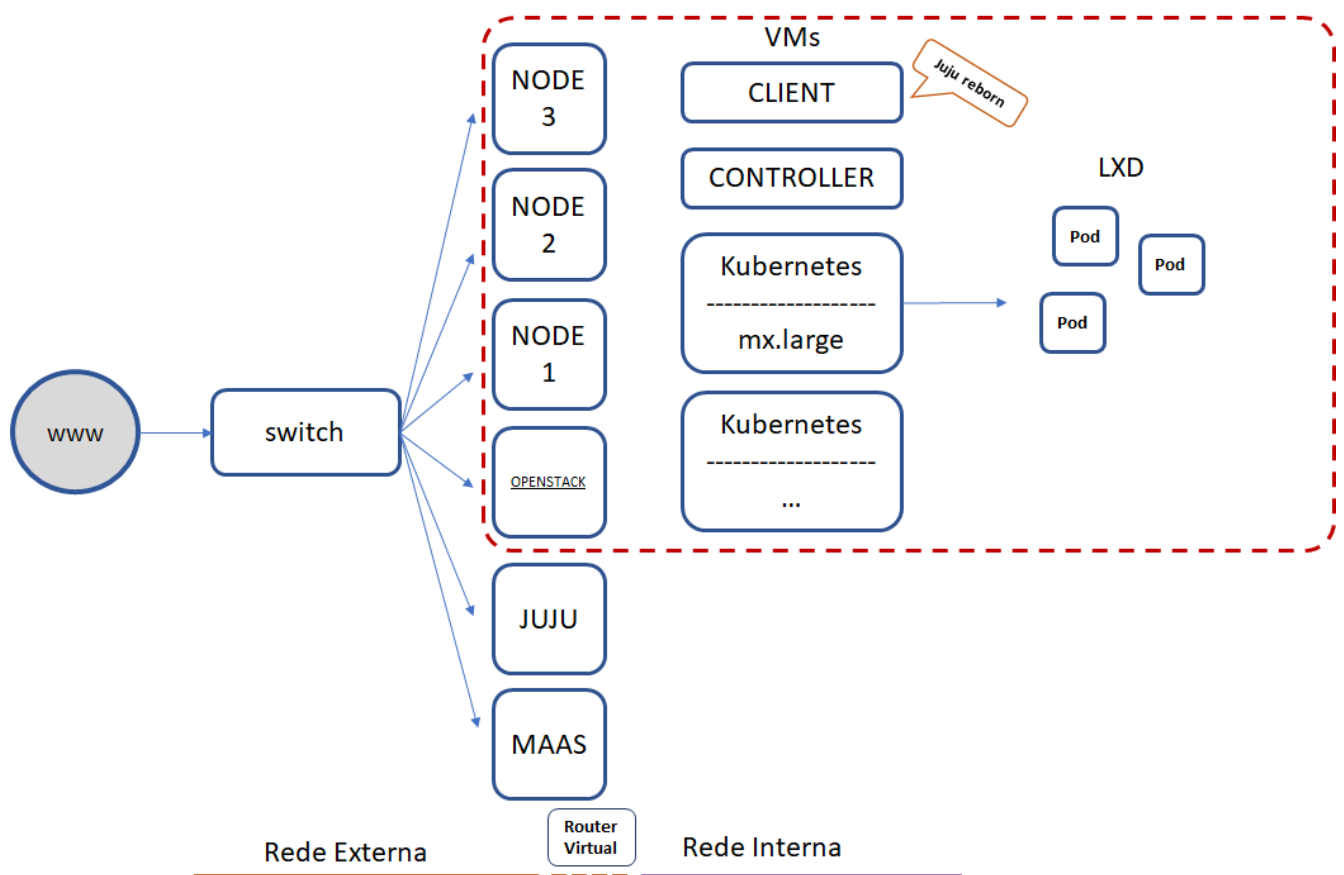 VMs
NODE
3
CLIENT
Juju reborn
NODE
2
CONTROLLER
LXD
Pod
Pod
Pod
Kubernetes
-------------------
mx.large
NODE
1
www
switch
OPENSTACK
Kubernetes
-------------------
...
JUJU
MAAS
Router
Virtual
Rede Externa
Rede Interna